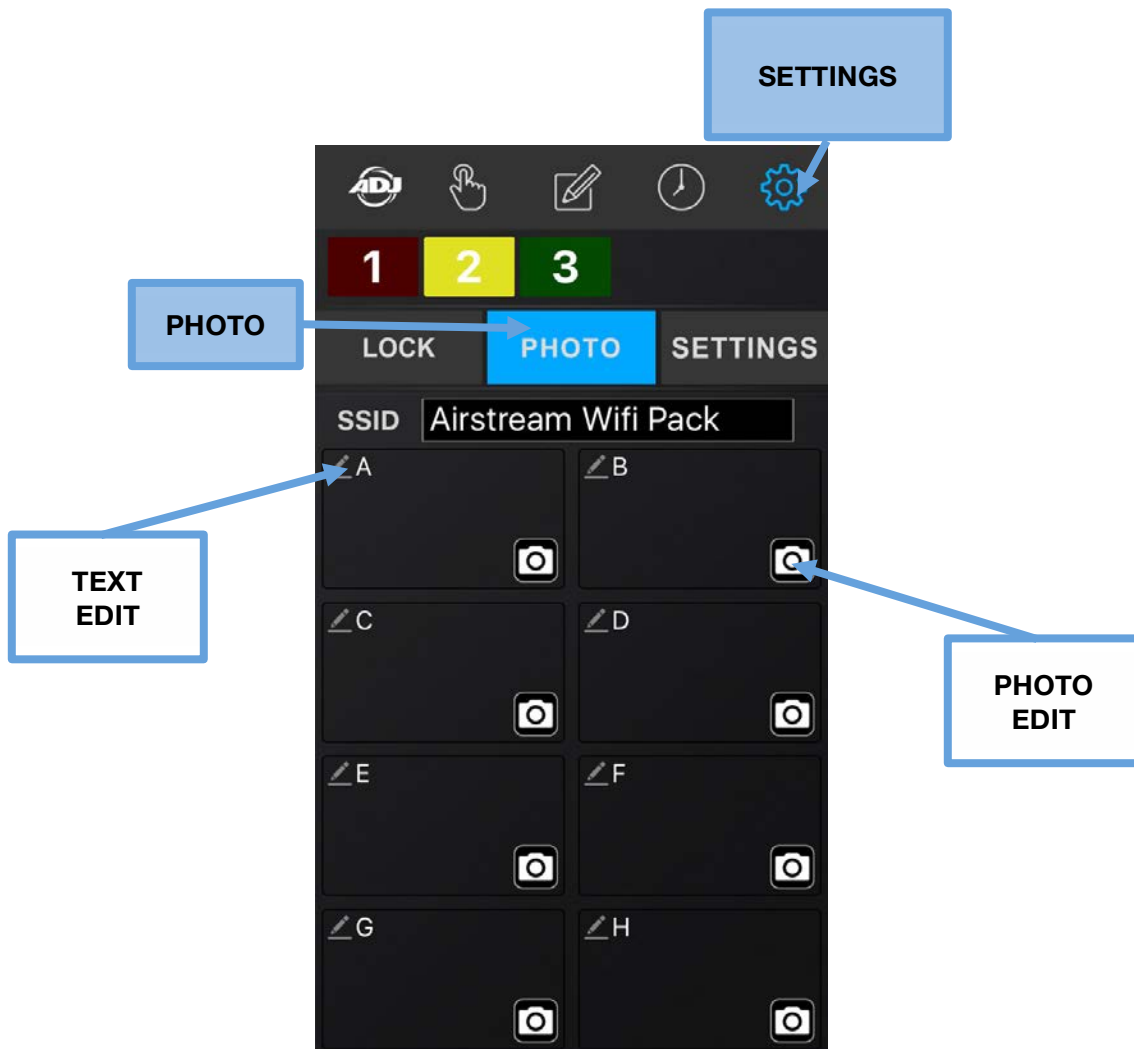 SETTINGS
ADJ
1 2 3
PHOTO
LOCK PHOTO SETTINGS
SSID Airstream Wifi Pack
A B
TEXT
EDIT
C D
PHOTO
EDIT
E F
G H